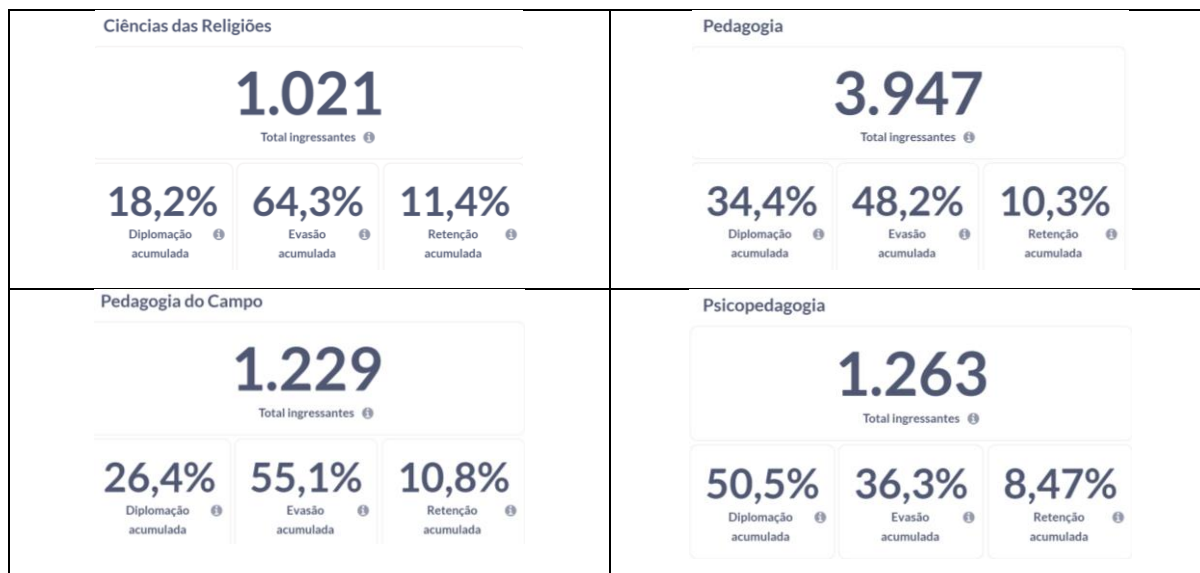 Ciências das Religiões
1.021
Total ingressantes
18,2%
Diplomação
acumulada
64,3%
Evasão
acumulada
11,4%
Retenção
acumulada
Pedagogia
3.947
Total ingressantes
34,4%
Diplomação
acumulada
48,2%
Evasão
acumulada
10,3%
Retenção
acumulada
Pedagogia do Campo
1.229
Total ingressantes
26,4%
Diplomação
acumulada
55,1%
Evasão
acumulada
10,8%
Retenção
acumulada
Psicopedagogia
1.263
Total ingressantes
50,5%
Diplomação
acumulada
36,3%
Evasão
acumulada
8,47%
Retenção
acumulada